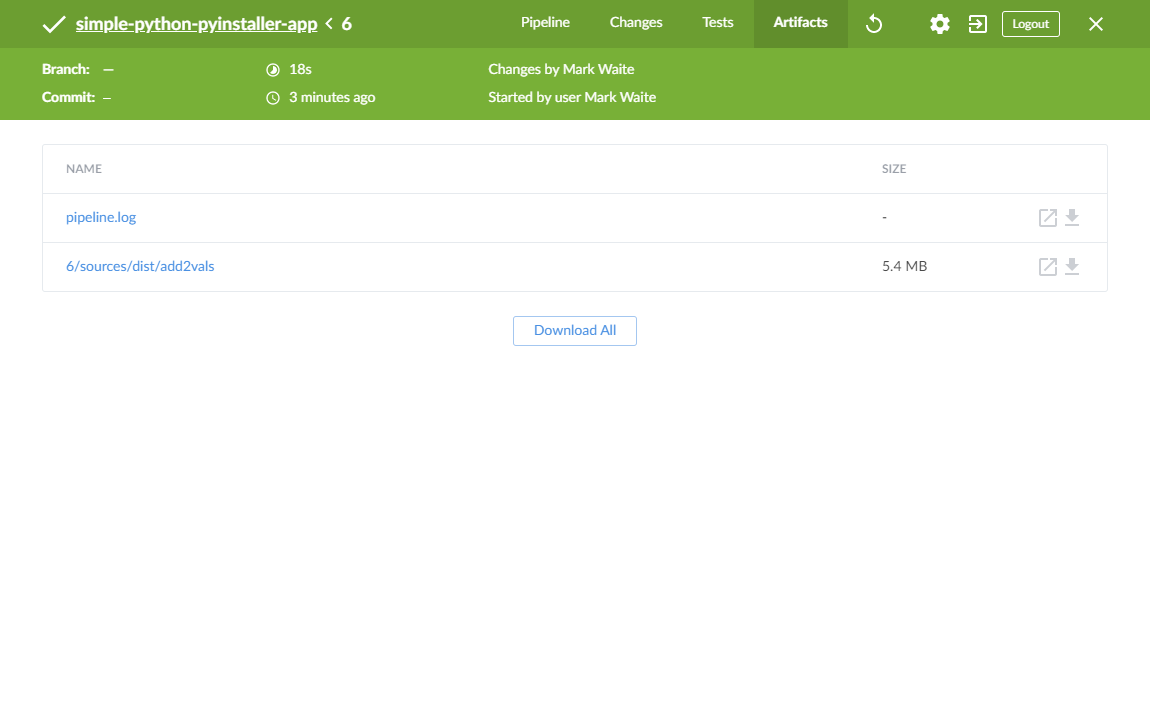 simple-python-pyinstaller-app < 6 Pipeline Changes Tests Artifacts Logout
Branch: — 18s Changes by Mark Waite
Commit: – 3 minutes ago Started by user Mark Waite
NAME SIZE
pipeline.log -
6/sources/dist/add2vals 5.4 MB
Download All